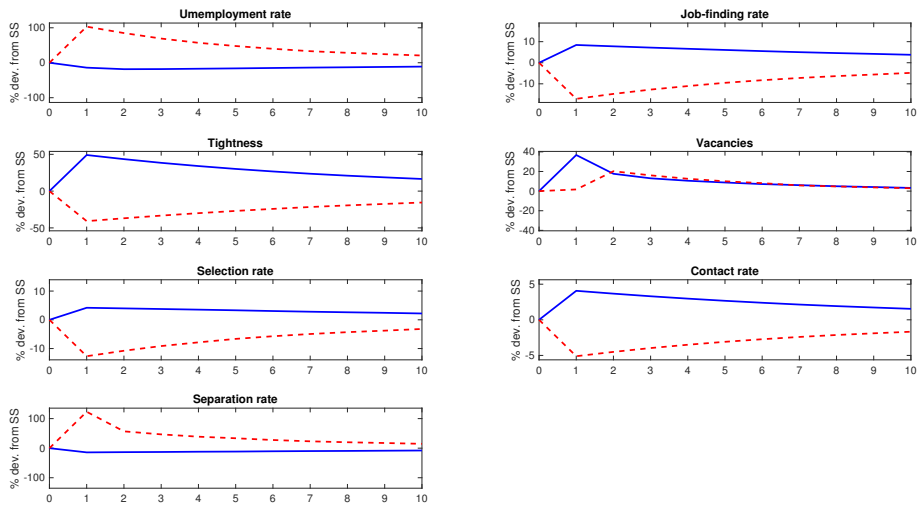 Umemployment rate
% dev. from SS
100
0
-100
0 1 2 3 4 5 6 7 8 9 10
Job-finding rate
% dev. from SS
10
0
-10
0 1 2 3 4 5 6 7 8 9 10
Tightness
% dev. from SS
50
0
-50
0 1 2 3 4 5 6 7 8 9 10
Vacancies
% dev. from SS
40
20
0
-20
-40
0 1 2 3 4 5 6 7 8 9 10
Selection rate
% dev. from SS
10
0
-10
0 1 2 3 4 5 6 7 8 9 10
Contact rate
% dev. from SS
5
0
-5
0 1 2 3 4 5 6 7 8 9 10
Separation rate
% dev. from SS
100
0
-100
0 1 2 3 4 5 6 7 8 9 10